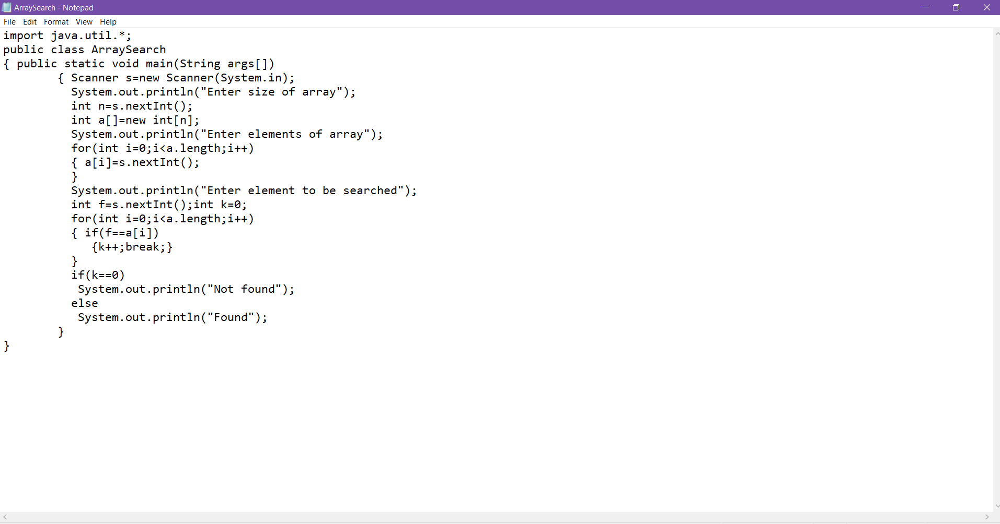 ArraySearch - Notepad
File Edit Format View Help
import java.util.*;
public class ArraySearch
{ public static void main(String args[])
        { Scanner s=new Scanner(System.in);
          System.out.println("Enter size of array");
          int n=s.nextInt();
          int a[]=new int[n];
          System.out.println("Enter elements of array");
          for(int i=0;i<a.length;i++)
          { a[i]=s.nextInt();
          }
          System.out.println("Enter element to be searched");
          int f=s.nextInt();int k=0;
          for(int i=0;i<a.length;i++)
          { if(f==a[i])
             {k++;break;}
          }
          if(k==0)
           System.out.println("Not found");
          else
           System.out.println("Found");
        }
}